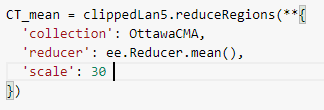 CT_mean = clippedLan5.reduceRegions(**{
  'collection': OttawaCMA,
  'reducer': ee.Reducer.mean(),
  'scale': 30
})